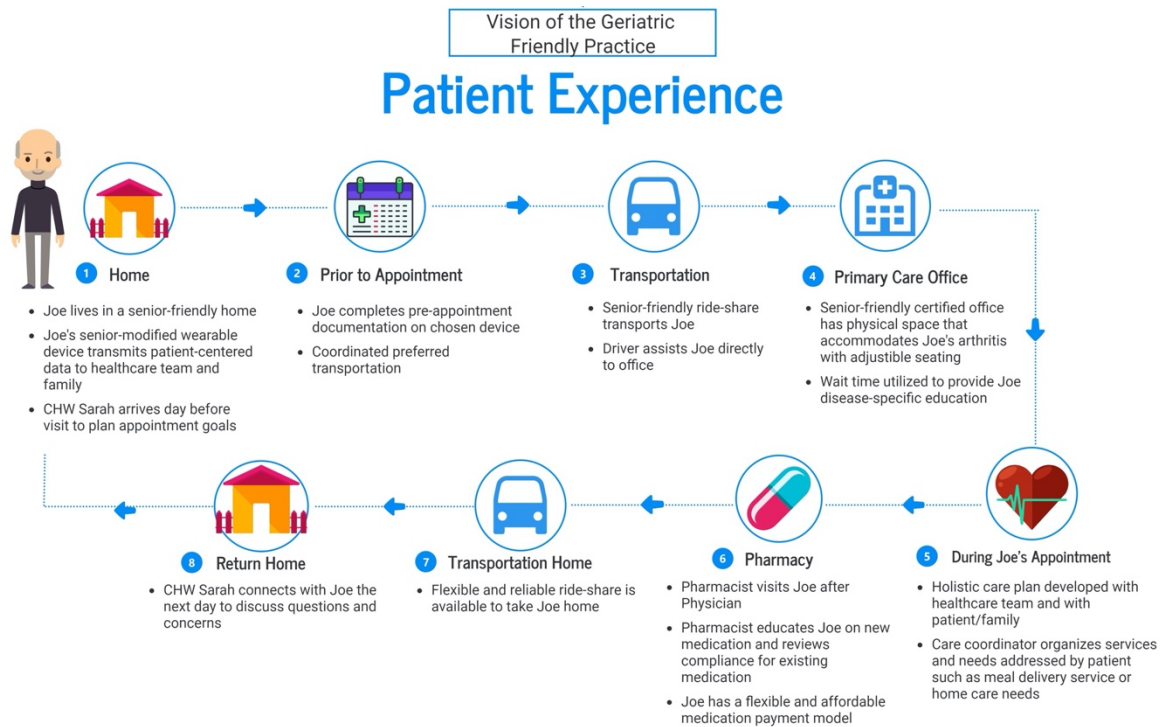 Vision of the Geriatric
Friendly Practice
Patient Experience
1 Home
• Joe lives in a senior-friendly home
• Joe's senior-modified wearable
device transmits patient-centered
data to healthcare team and
family
• CHW Sarah arrives day before
visit to plan appointment goals
2 Prior to Appointment
• Joe completes pre-appointment
documentation on chosen device
• Coordinated preferred
transportation
3 Transportation
• Senior-friendly ride-share
transports Joe
• Driver assists Joe directly
to office
4 Primary Care Office
• Senior-friendly certified office
has physical space that
accommodates Joe's arthritis
with adjustible seating
• Wait time utilized to provide Joe
disease-specific education
5 During Joe's Appointment
• Holistic care plan developed with
healthcare team and with
patient/family
• Care coordinator organizes services
and needs addressed by patient
such as meal delivery service or
home care needs
6 Pharmacy
• Pharmacist visits Joe after
Physician
• Pharmacist educates Joe on new
medication and reviews
compliance for existing
medication
• Joe has a flexible and affordable
medication payment model
7 Transportation Home
• Flexible and reliable ride-share is
available to take Joe home
8 Return Home
• CHW Sarah connects with Joe the
next day to discuss questions and
concerns